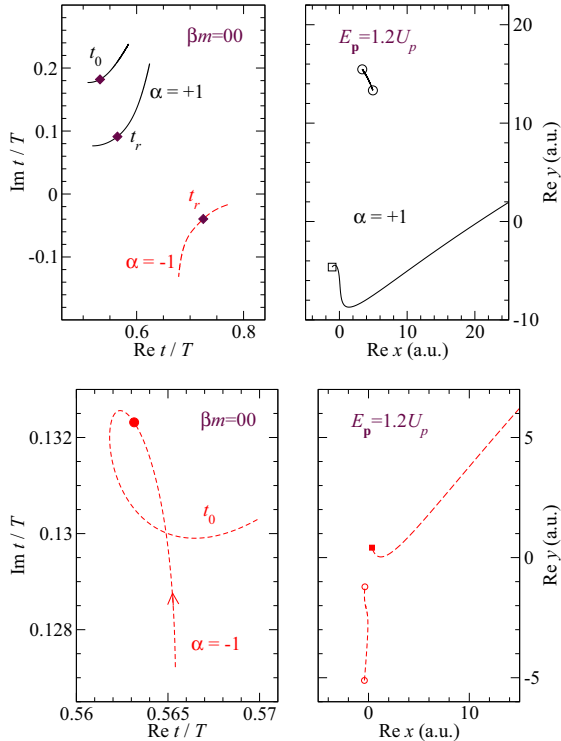 βm=00
t₀
α = +1
tᵣ
tᵣ
α = -1
0.2
0.1
0
-0.1
0.6
0.8
Im t / T
Re t / T
Eₚ=1.2Uₚ
α = +1
20
10
0
-10
0
10
20
Re y (a.u.)
Re x (a.u.)
βm=00
t₀
α = -1
0.132
0.13
0.128
0.56
0.565
0.57
Im t / T
Re t / T
Eₚ=1.2Uₚ
5
0
-5
0
10
Re y (a.u.)
Re x (a.u.)